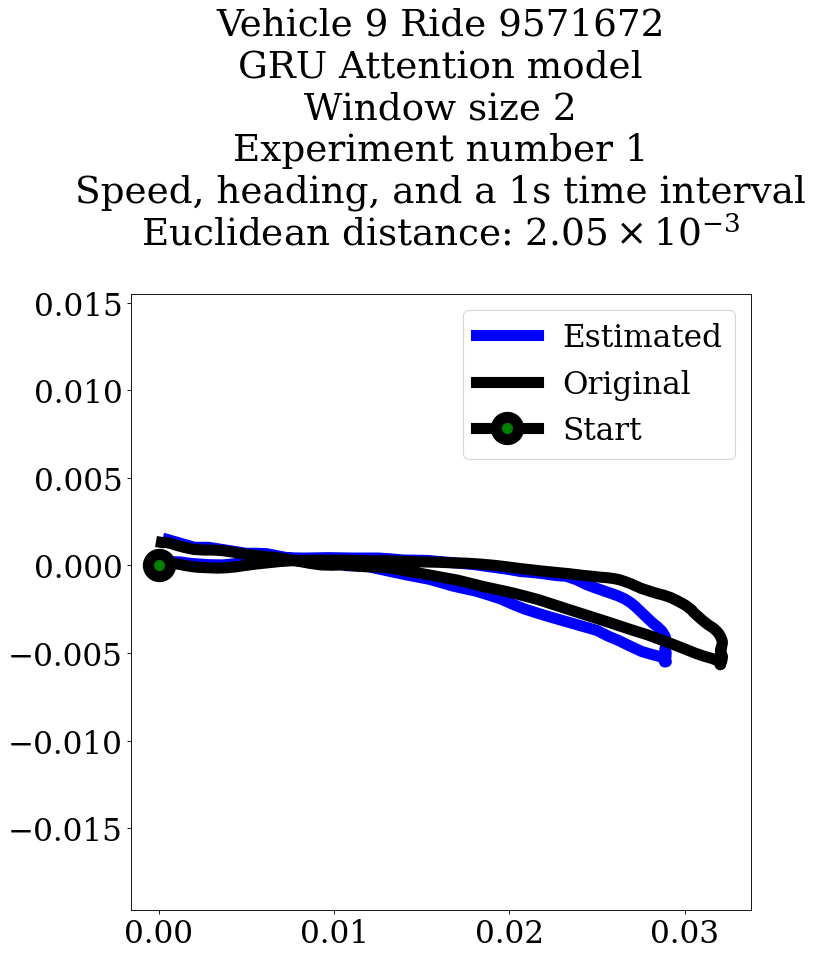 Vehicle 9 Ride 9571672
GRU Attention model
Window size 2
Experiment number 1
Speed, heading, and a 1s time interval
Euclidean distance: 2.05 × 10⁻³
0.015
0.010
0.005
0.000
−0.005
−0.010
−0.015
Estimated
Original
Start
0.00 0.01 0.02 0.03